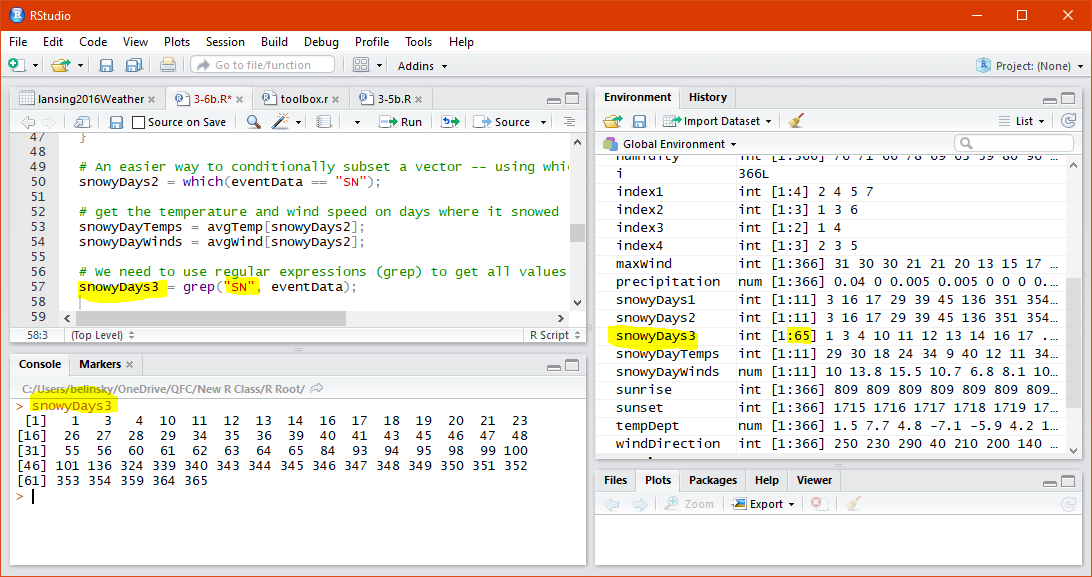 RStudio
File Edit Code View Plots Session Build Debug Profile Tools Help
Go to file/function Addins Project: (None)
lansing2016Weather 3-6b.R* toolbox.r 3-5b.R
Source on Save Run Source
47 }
48
49 # An easier way to conditionally subset a vector -- using whic
50 snowyDays2 = which(eventData == "SN");
51
52 # get the temperature and wind speed on days where it snowed
53 snowyDayTemps = avgTemp[snowyDays2];
54 snowyDayWinds = avgWind[snowyDays2];
55
56 # We need to use regular expressions (grep) to get all values
57 snowyDays3 = grep("SN", eventData);
58
59
58:3 (Top Level) R Script
Console Markers
C:/Users/belinsky/OneDrive/QFC/New R Class/R Root/
> snowyDays3
[1] 1 3 4 10 11 12 13 14 16 17 18 19 20 21 23
[16] 26 27 28 29 34 35 36 39 40 41 43 45 46 47 48
[31] 55 56 60 61 62 63 64 65 84 93 94 95 98 99 100
[46] 101 136 324 339 340 343 344 345 346 347 348 349 350 351 352
[61] 353 354 359 364 365
>
Environment History
Import Dataset List
Global Environment
humidity int [1:366] 76 71 66 78 69 65 59 80 90 ...
i 366L
index1 int [1:4] 2 4 5 7
index2 int [1:3] 1 3 6
index3 int [1:2] 1 4
index4 int [1:3] 2 3 5
maxWind int [1:366] 31 30 30 21 21 20 13 15 17 ...
precipitation num [1:366] 0.04 0 0.005 0.005 0 0 0 0...
snowyDays1 int [1:11] 3 16 17 29 39 45 136 351 354...
snowyDays2 int [1:11] 3 16 17 29 39 45 136 351 354...
snowyDays3 int [1:65] 1 3 4 10 11 12 13 14 16 17 ...
snowyDayTemps int [1:11] 29 30 18 24 34 9 40 12 11 34...
snowyDayWinds num [1:11] 10 13.8 15.5 10.7 6.8 8.1 10...
sunrise int [1:366] 809 809 809 809 809 809 809...
sunset int [1:366] 1715 1716 1717 1718 1719 17...
tempDept num [1:366] 1.5 7.7 4.8 -7.1 -5.9 4.2 1...
windDirection int [1:366] 250 230 290 40 210 200 140 ...
Files Plots Packages Help Viewer
Zoom Export